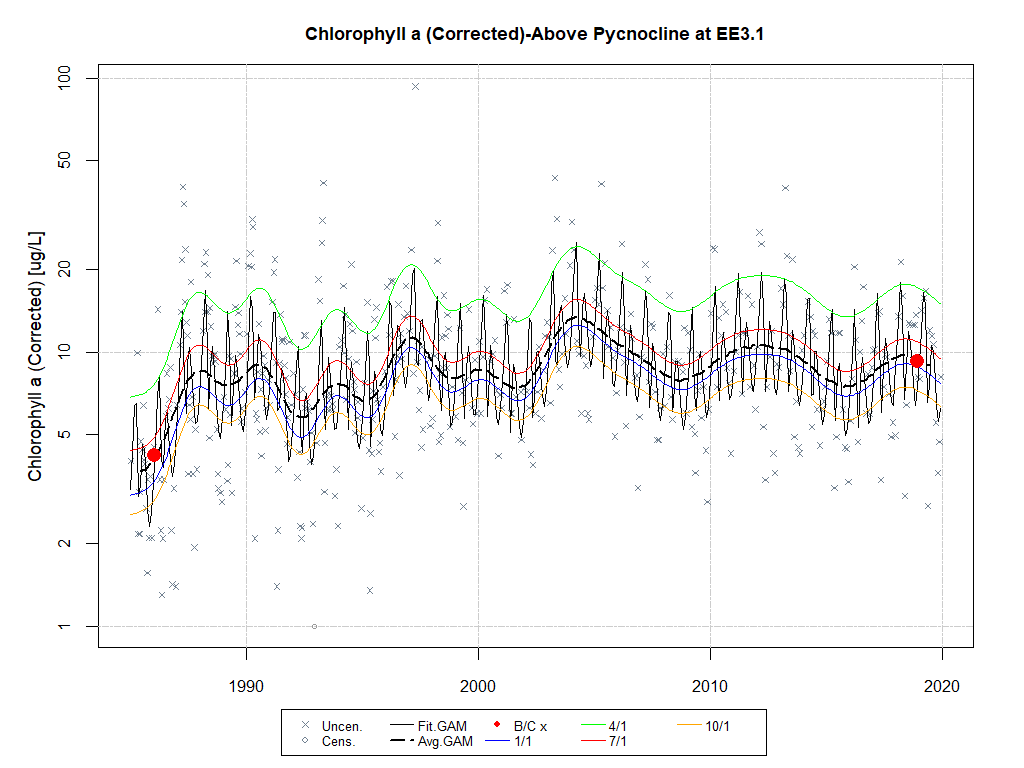 Chlorophyll a (Corrected)-Above Pycnocline at EE3.1
Chlorophyll a (Corrected) [ug/L]
100
50
20
10
5
2
1
1990 2000 2010 2020
Uncen. Fit.GAM B/C x 4/1 10/1
Cens. Avg.GAM 1/1 7/1